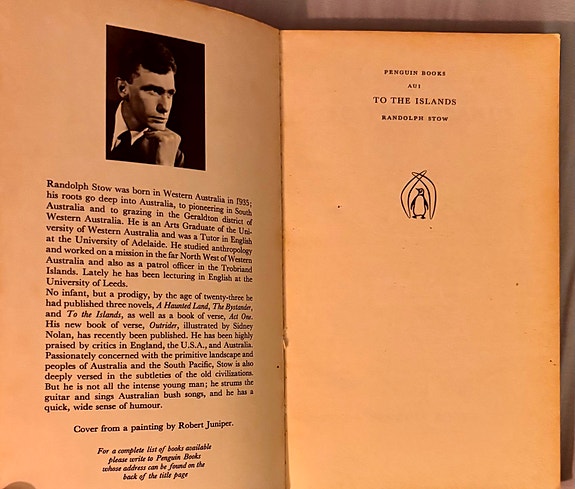 Randolph Stow was born in Western Australia in 1935;
his roots go deep into Australia, to pioneering in South
Australia and to grazing in the Geraldton district of
Western Australia. He is an Arts Graduate of the Uni-
versity of Western Australia and was a Tutor in English
at the University of Adelaide. He studied anthropology
and worked on a mission in the far North West of Western
Australia and also as a patrol officer in the Trobriand
Islands. Lately he has been lecturing in English at the
University of Leeds.
No infant, but a prodigy, by the age of twenty-three he
had published three novels, A Haunted Land, The Bystander,
and To the Islands, as well as a book of verse, Act One.
His new book of verse, Outrider, illustrated by Sidney
Nolan, has recently been published. He has been highly
praised by critics in England, the U.S.A., and Australia.
Passionately concerned with the primitive landscape and
peoples of Australia and the South Pacific, Stow is also
deeply versed in the subtleties of the old civilizations.
But he is not all the intense young man; he strums the
guitar and sings Australian bush songs, and he has a
quick, wide sense of humour.
Cover from a painting by Robert Juniper.
For a complete list of books available
please write to Penguin Books
whose address can be found on the
back of the title page
PENGUIN BOOKS
AU1
TO THE ISLANDS
RANDOLPH STOW